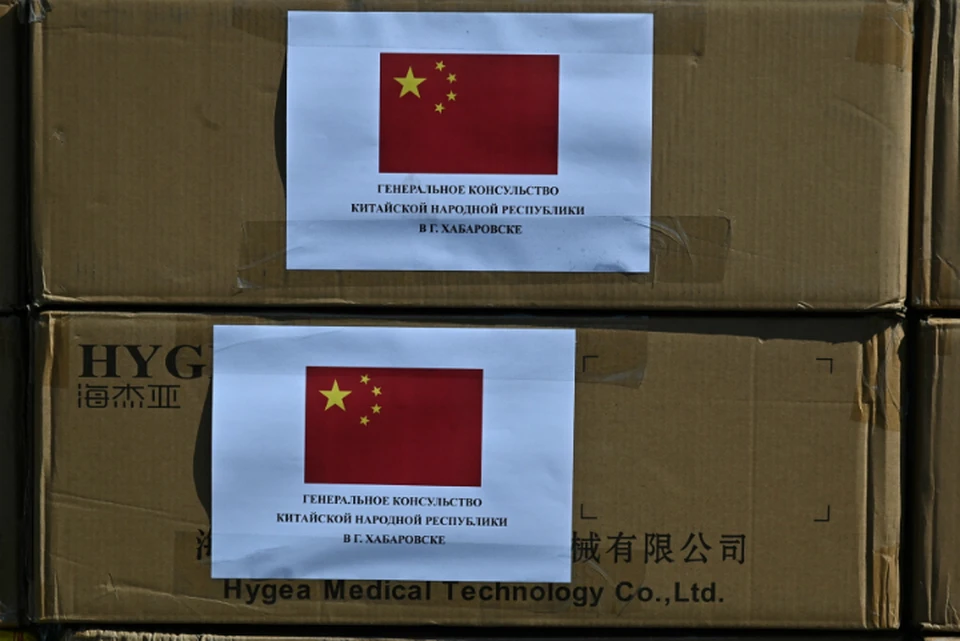 ГЕНЕРАЛЬНОЕ КОНСУЛЬСТВО
КИТАЙСКОЙ НАРОДНОЙ РЕСПУБЛИКИ
В Г. ХАБАРОВСКЕ
HYG
海杰亚
ГЕНЕРАЛЬНОЕ КОНСУЛЬСТВО
КИТАЙСКОЙ НАРОДНОЙ РЕСПУБЛИКИ
В Г. ХАБАРОВСКЕ
械有限公司
Hygea Medical Technology Co.,Ltd.